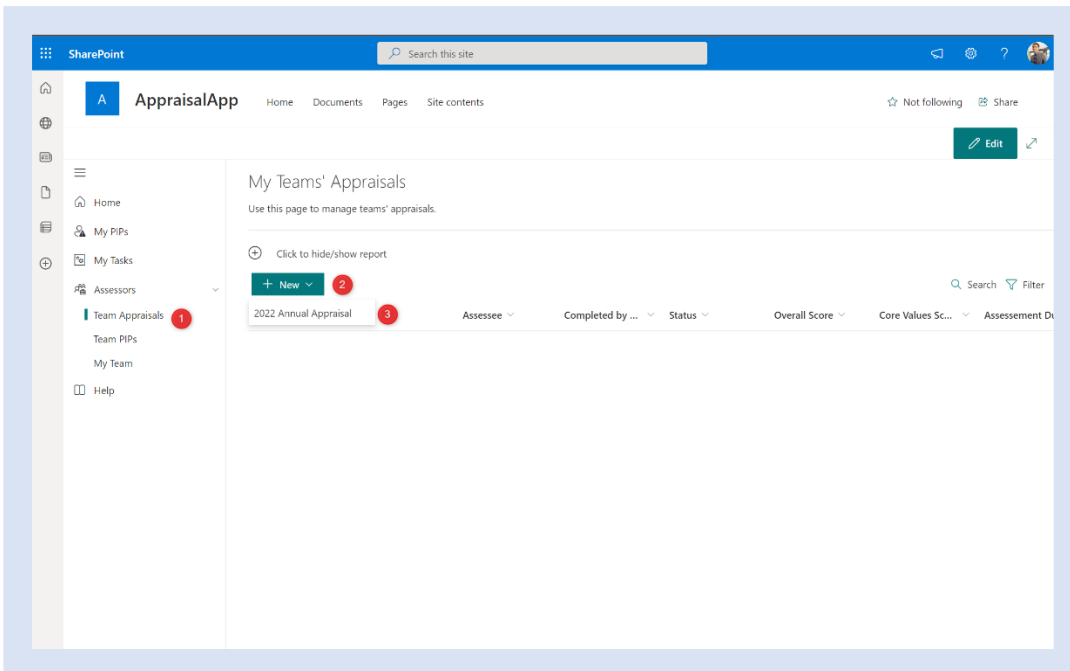 SharePoint
Search this site
?
A
AppraisalApp
Home Documents Pages Site contents
Not following Share
Edit
Home
My PIPs
My Tasks
Assessors
Team Appraisals 1
Team PIPs
My Team
Help
My Teams' Appraisals
Use this page to manage teams' appraisals.
Click to hide/show report
+ New 2
Search Filter
2022 Annual Appraisal 3
Assessee Completed by ... Status Overall Score Core Values Sc... Assessement Du